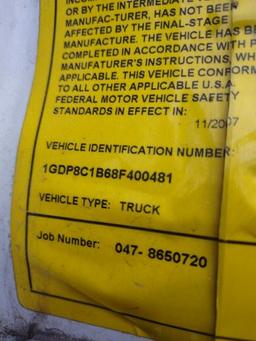 OR BY THE INTERMEDIATE
MANUFAC-TURER, HAS NOT BEEN
AFFECTED BY THE FINAL-STAGE
MANUFACTURE. THE VEHICLE HAS
COMPLETED IN ACCORDANCE WITH
MANUFATURER'S INSTRUCTIONS,
APPLICABLE. THIS VEHICLE CONFORM
TO ALL OTHER APPLICABLE U.S.A.
FEDERAL MOTOR VEHICLE SAFETY
STANDARDS IN EFFECT IN:
11/2007
VEHICLE IDENTIFICATION NUMBER:
1GDP8C1B68F400481
VEHICLE TYPE: TRUCK
Job Number: 047- 8650720